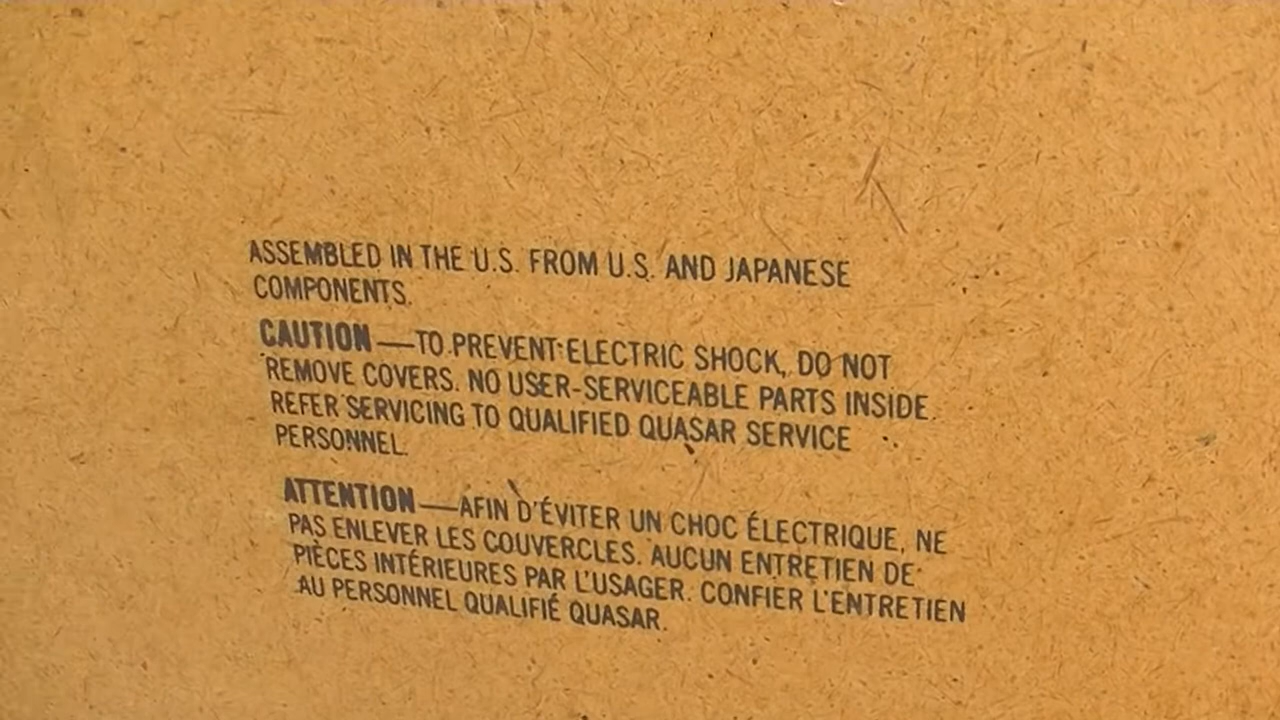 ASSEMBLED IN THE U.S. FROM U.S. AND JAPANESE
COMPONENTS.
CAUTION—TO PREVENT ELECTRIC SHOCK, DO NOT
REMOVE COVERS. NO USER-SERVICEABLE PARTS INSIDE.
REFER SERVICING TO QUALIFIED QUASAR SERVICE
PERSONNEL.
ATTENTION—AFIN D'ÉVITER UN CHOC ÉLECTRIQUE, NE
PAS ENLEVER LES COUVERCLES. AUCUN ENTRETIEN DE
PIÈCES INTÉRIEURES PAR L'USAGER. CONFIER L'ENTRETIEN
AU PERSONNEL QUALIFIÉ QUASAR.